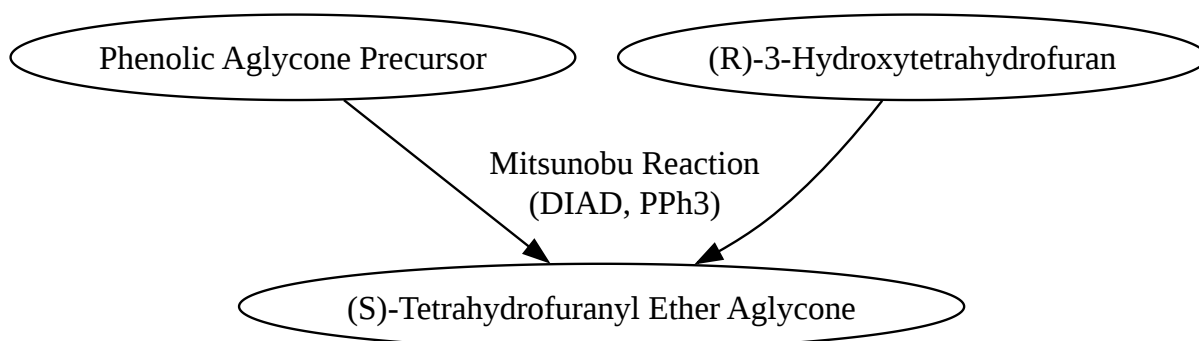 Phenolic Aglycone Precursor
(R)-3-Hydroxytetrahydrofuran
Mitsunobu Reaction
(DIAD, PPh3)
(S)-Tetrahydrofuranyl Ether Aglycone